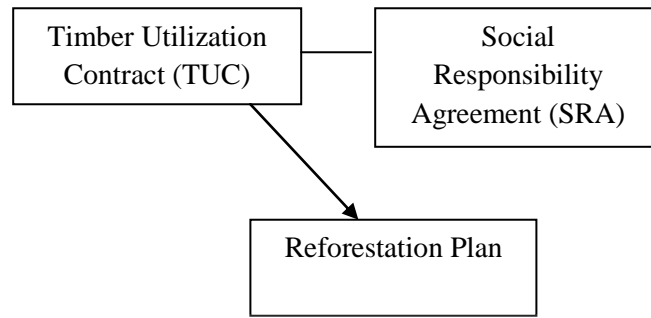 Timber Utilization
Contract (TUC)
Social
Responsibility
Agreement (SRA)
Reforestation Plan